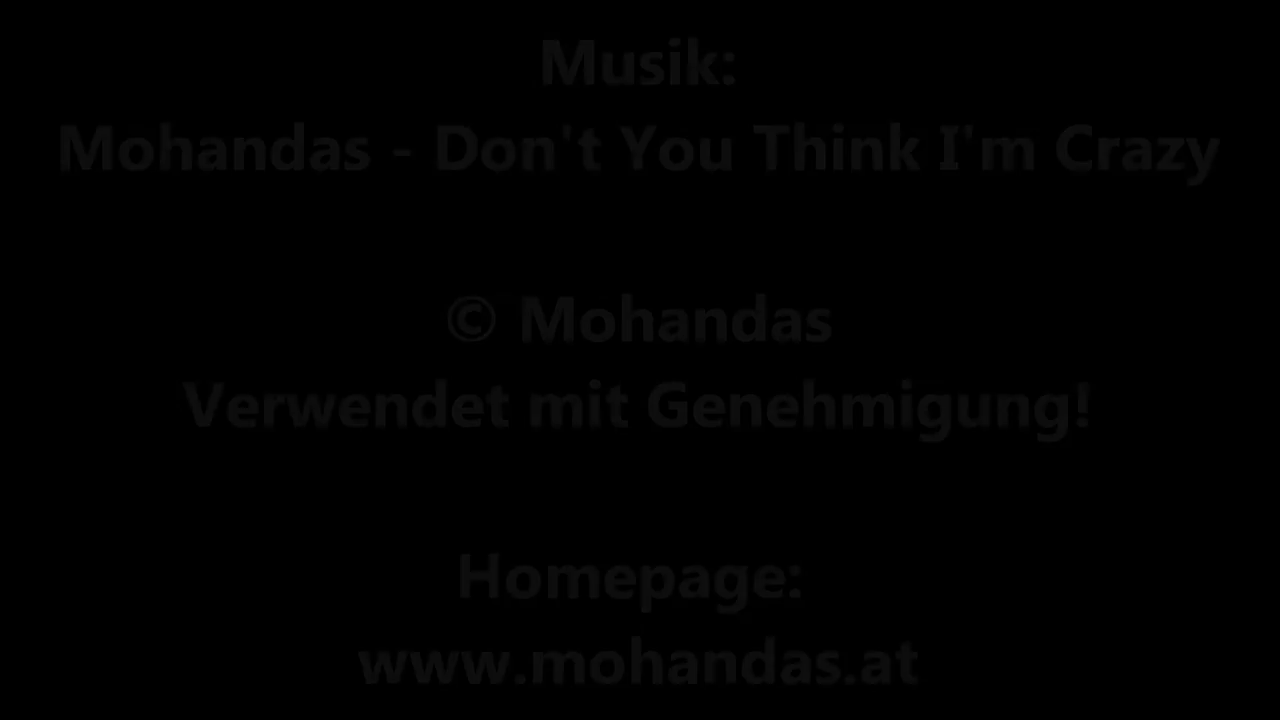 Musik:
Mohandas - Don't You Think I'm Crazy
© Mohandas
Verwendet mit Genehmigung!
Homepage:
www.mohandas.at